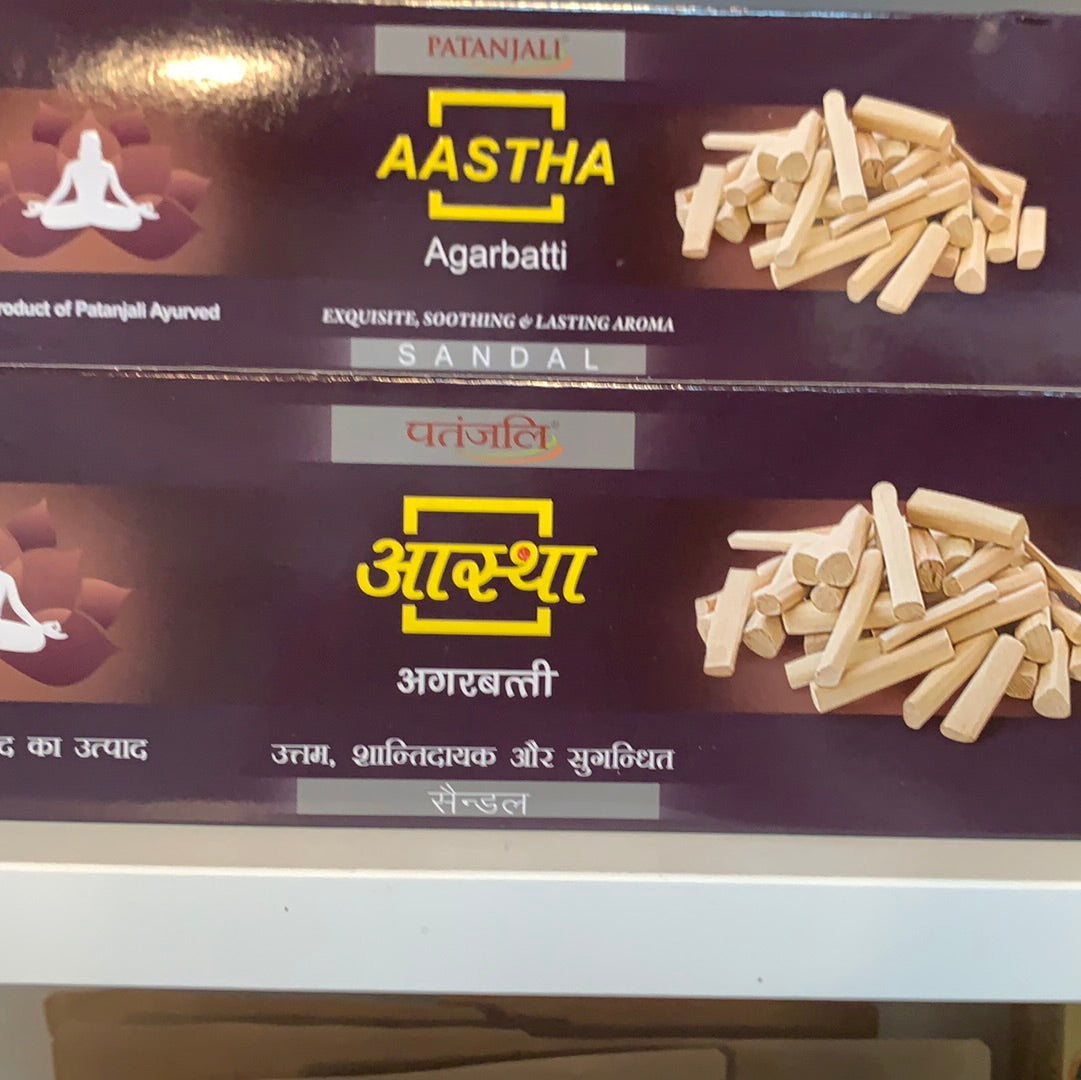 PATANJALI
AASTHA
Agarbatti
roduct of Patanjali Ayurved
EXQUISITE, SOOTHING & LASTING AROMA
SANDAL
पतंजलि
आस्था
अगरबत्ती
द का उत्पाद
उत्तम, शान्तिदायक और सुगन्धित
सैन्डल